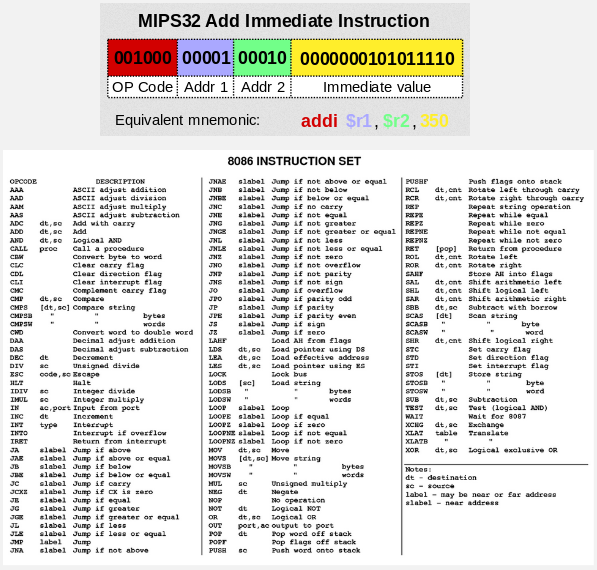 MIPS32 Add Immediate Instruction
001000 00001 00010 0000000101011110
OP Code Addr 1 Addr 2 Immediate value
Equivalent mnemonic: addi $r1, $r2, 350
8086 INSTRUCTION SET
OPCODE DESCRIPTION
AAA ASCII adjust addition
AAD ASCII adjust division
AAM ASCII adjust multiply
AAS ASCII adjust subtraction
ADC dt,sc Add with carry
ADD dt,sc Add
AND dt,sc Logical AND
CALL proc Call a procedure
CBW Convert byte to word
CLC Clear carry flag
CDL Clear direction flag
CLI Clear interrupt flag
CMC Complement carry flag
CMP dt,sc Compare
CMPS [dt,sc] Compare string
CMPSB " " bytes
CMPSW " " words
CWD Convert word to double word
DAA Decimal adjust addition
DAS Decimal adjust subtraction
DEC dt Decrement
DIV sc Unsigned divide
ESC code,sc Escape
HLT Halt
IDIV sc Integer divide
IMUL sc Integer multiply
IN ac,port Input from port
INC dt Increment
INT type Interrupt
INTO Interrupt if overflow
IRET Return from interrupt
JA slabel Jump if above
JAE slabel Jump if above or equal
JB slabel Jump if below
JBE slabel Jump if below or equal
JC slabel Jump if carry
JCXZ slabel Jump if CX is zero
JE slabel Jump if equal
JG slabel Jump if greater
JGE slabel Jump if greater or equal
JL slabel Jump if less
JLE slabel Jump if less or equal
JMP label Jump
JNA slabel Jump if not above
JNAE slabel Jump if not above or equal
JNB slabel Jump if not below
JNBE slabel Jump if below or equal
JNC slabel Jump if no carry
JNE slabel Jump if not equal
JNG slabel Jump if not greater
JNGE slabel Jump if not greater or equal
JNL slabel Jump if not less
JNLE slabel Jump if not less or equal
JNZ slabel Jump if not zero
JNO slabel Jump if not overflow
JNP slabel Jump if not parity
JNS slabel Jump if not sign
JO slabel Jump if overflow
JPO slabel Jump if parity odd
JP slabel Jump if parity
JPE slabel Jump if parity even
JS slabel Jump if sign
JZ slabel Jump if zero
LAHF Load AH from flags
LDS dt,sc Load pointer using DS
LEA dt,sc Load effective address
LES dt,sc Load pointer using ES
LOCK Lock bus
LODS [sc] Load string
LODSB " " bytes
LODSW " " words
LOOP slabel Loop
LOOPE slabel Loop if equal
LOOPZ slabel Loop if zero
LOOPNE slabel Loop if not equal
LOOPNZ slabel Loop if not zero
MOV dt,sc Move
MOVS [dt,sc] Move string
MOVSB " " bytes
MOVSW " " words
MUL sc Unsigned multiply
NEG dt Negate
NOP No operation
NOT dt Logical NOT
OR dt,sc Logical OR
OUT port,ac output to port
POP dt Pop word off stack
POPF Pop flags off stack
PUSH sc Push word onto stack
PUSHF Push flags onto stack
RCL dt,cnt Rotate left through carry
RCR dt,cnt Rotate right through carry
REP Repeat string operation
REPE Repeat while equal
REPZ Repeat while zero
REPNE Repeat while not equal
REPNZ Repeat while not zero
RET [pop] Return from procedure
ROL dt,cnt Rotate left
ROR dt,cnt Rotate right
SAHF Store AH into flags
SAL dt,cnt Shift arithmetic left
SHL dt,cnt Shift logical left
SAR dt,cnt Shift arithmetic right
SBB dt,sc Subtract with borrow
SCAS [dt] Scan string
SCASB " " byte
SCASW " " word
SHR dt,cnt Shift logical right
STC Set carry flag
STD Set direction flag
STI Set interrupt flag
STOS [dt] Store string
STOSB " " byte
STOSW " " word
SUB dt,sc Subtraction
TEST dt,sc Test (logical AND)
WAIT Wait for 8087
XCHG dt,sc Exchange
XLAT table Translate
XLATB " "
XOR dt,sc Logical exclusive OR
Notes:
dt - destination
sc - source
label - may be near or far address
slabel - near address